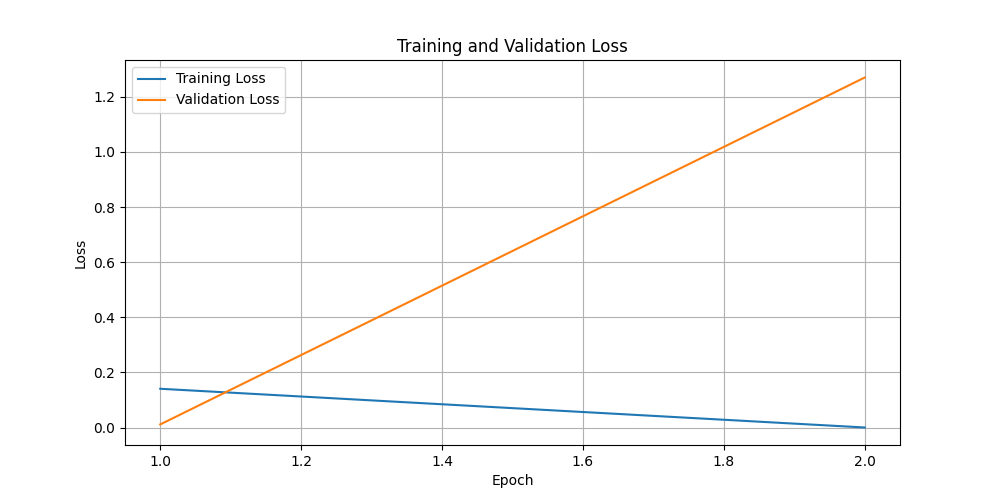 Training and Validation Loss
Training Loss
Validation Loss
1.2
1.0
0.8
0.6
0.4
0.2
0.0
Loss
1.0 1.2 1.4 1.6 1.8 2.0
Epoch